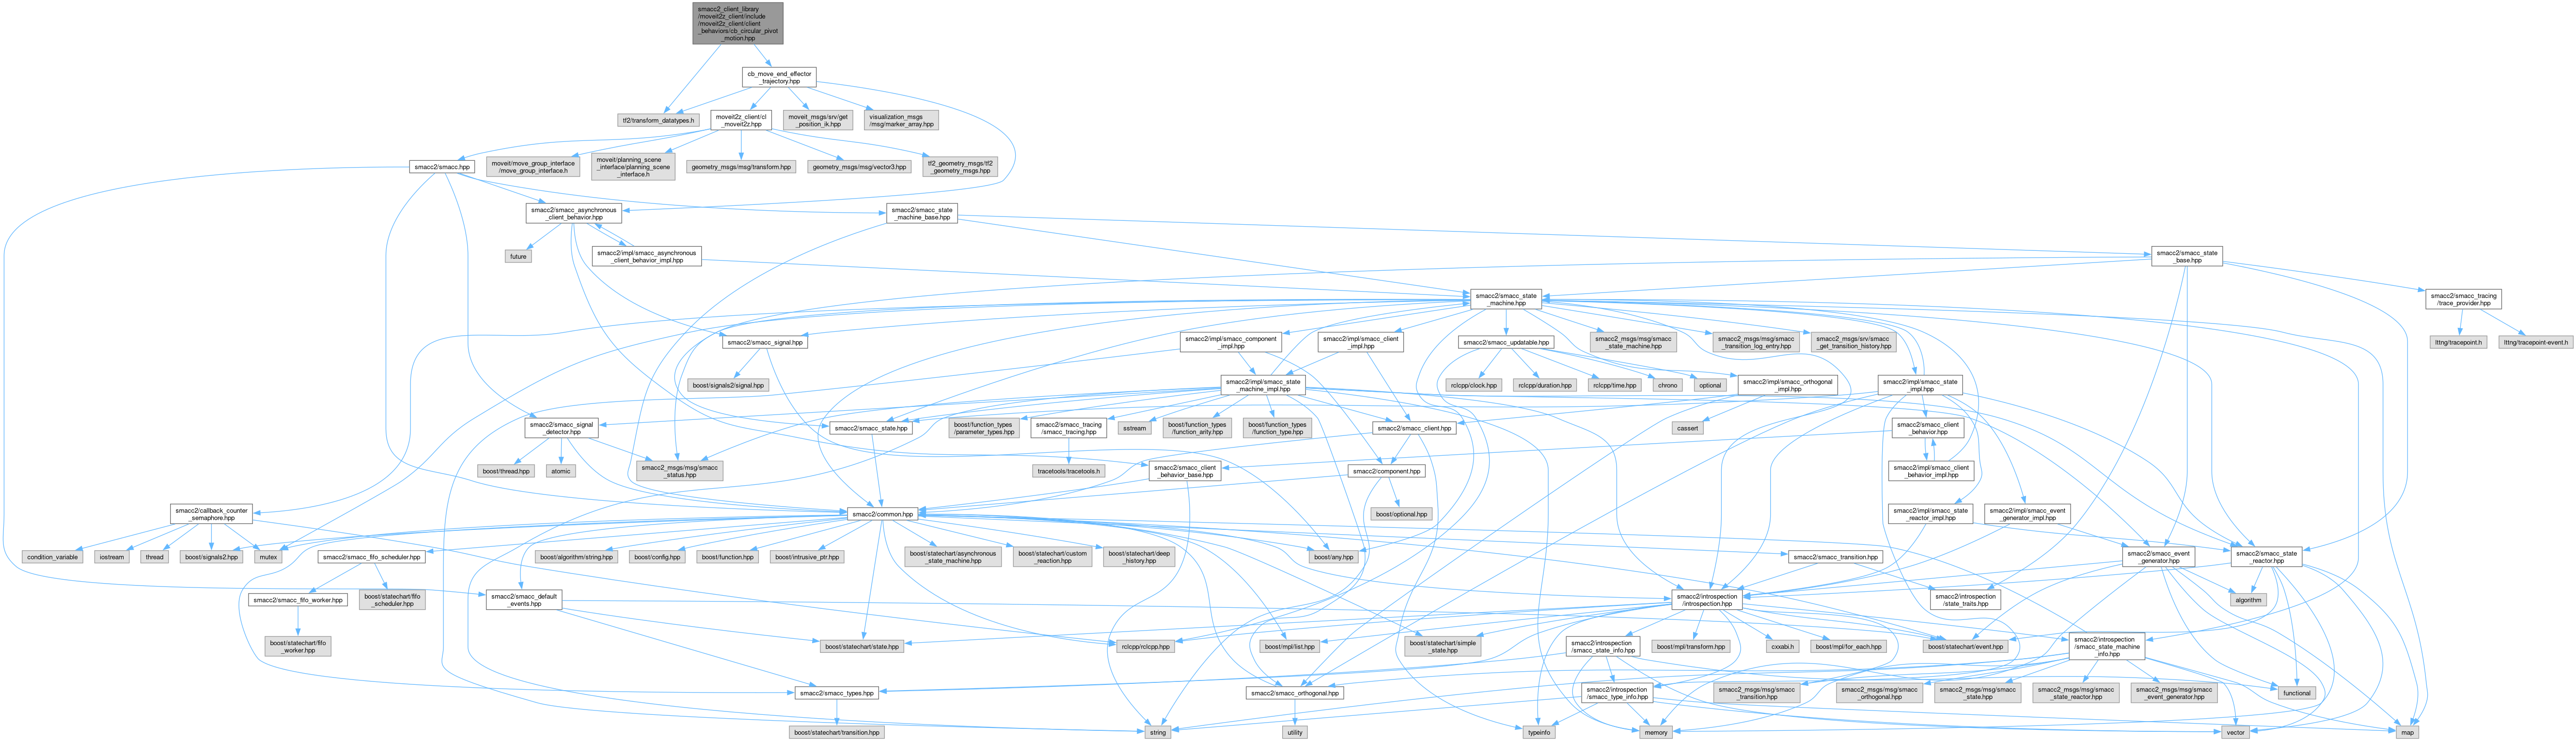 smacc2_client_library
/moveit2z_client/include
/moveit2z_client/client
_behaviors/cb_circular_pivot
_motion.hpp
cb_move_end_effector
_trajectory.hpp
tf2/transform_datatypes.h
moveit2z_client/cl
_moveit2z.hpp
moveit_msgs/srv/get
_position_ik.hpp
visualization_msgs
/msg/marker_array.hpp
smacc2/smacc.hpp
moveit/move_group_interface
/move_group_interface.h
moveit/planning_scene
_interface/planning_scene
_interface.h
geometry_msgs/msg/transform.hpp
geometry_msgs/msg/vector3.hpp
tf2_geometry_msgs/tf2
_geometry_msgs.hpp
smacc2/smacc_asynchronous
_client_behavior.hpp
smacc2/smacc_state
_machine_base.hpp
future
smacc2/impl/smacc_asynchronous
_client_behavior_impl.hpp
smacc2/smacc_state
_base.hpp
smacc2/smacc_state
_machine.hpp
smacc2/smacc_tracing
/trace_provider.hpp
smacc2/smacc_signal.hpp
smacc2/impl/smacc_component
_impl.hpp
smacc2/impl/smacc_client
_impl.hpp
smacc2/smacc_updatable.hpp
smacc2_msgs/msg/smacc
_state_machine.hpp
smacc2_msgs/msg/smacc
_transition_log_entry.hpp
smacc2_msgs/srv/smacc
_get_transition_history.hpp
lttng/tracepoint.h
lttng/tracepoint-event.h
boost/signals2/signal.hpp
smacc2/impl/smacc_state
_machine_impl.hpp
rclcpp/clock.hpp
rclcpp/duration.hpp
rclcpp/time.hpp
chrono
optional
smacc2/impl/smacc_orthogonal
_impl.hpp
smacc2/impl/smacc_state
_impl.hpp
smacc2/smacc_signal
_detector.hpp
smacc2/smacc_state.hpp
boost/function_types
/parameter_types.hpp
smacc2/smacc_tracing
/smacc_tracing.hpp
sstream
boost/function_types
/function_arity.hpp
boost/function_types
/function_type.hpp
smacc2/smacc_client.hpp
cassert
smacc2/smacc_client
_behavior.hpp
boost/thread.hpp
atomic
smacc2_msgs/msg/smacc
_status.hpp
tracetools/tracetools.h
smacc2/smacc_client
_behavior_base.hpp
smacc2/component.hpp
smacc2/impl/smacc_client
_behavior_impl.hpp
smacc2/callback_counter
_semaphore.hpp
smacc2/common.hpp
boost/optional.hpp
smacc2/impl/smacc_state
_reactor_impl.hpp
smacc2/impl/smacc_event
_generator_impl.hpp
condition_variable
iostream
thread
boost/signals2.hpp
mutex
smacc2/smacc_fifo_scheduler.hpp
boost/algorithm/string.hpp
boost/config.hpp
boost/function.hpp
boost/intrusive_ptr.hpp
boost/statechart/asynchronous
_state_machine.hpp
boost/statechart/custom
_reaction.hpp
boost/statechart/deep
_history.hpp
boost/any.hpp
smacc2/smacc_transition.hpp
smacc2/smacc_event
_generator.hpp
smacc2/smacc_state
_reactor.hpp
smacc2/smacc_fifo_worker.hpp
boost/statechart/fifo
_scheduler.hpp
smacc2/smacc_default
_events.hpp
smacc2/introspection
/introspection.hpp
smacc2/introspection
/state_traits.hpp
algorithm
boost/statechart/fifo
_worker.hpp
boost/statechart/state.hpp
rclcpp/rclcpp.hpp
boost/mpl/list.hpp
boost/statechart/simple
_state.hpp
smacc2/introspection
/smacc_state_info.hpp
boost/mpl/transform.hpp
cxxabi.h
boost/mpl/for_each.hpp
boost/statechart/event.hpp
smacc2/introspection
/smacc_state_machine
_info.hpp
smacc2/smacc_types.hpp
smacc2/smacc_orthogonal.hpp
smacc2/introspection
/smacc_type_info.hpp
smacc2_msgs/msg/smacc
_transition.hpp
smacc2_msgs/msg/smacc
_orthogonal.hpp
smacc2_msgs/msg/smacc
_state.hpp
smacc2_msgs/msg/smacc
_state_reactor.hpp
smacc2_msgs/msg/smacc
_event_generator.hpp
functional
boost/statechart/transition.hpp
string
utility
typeinfo
memory
vector
map